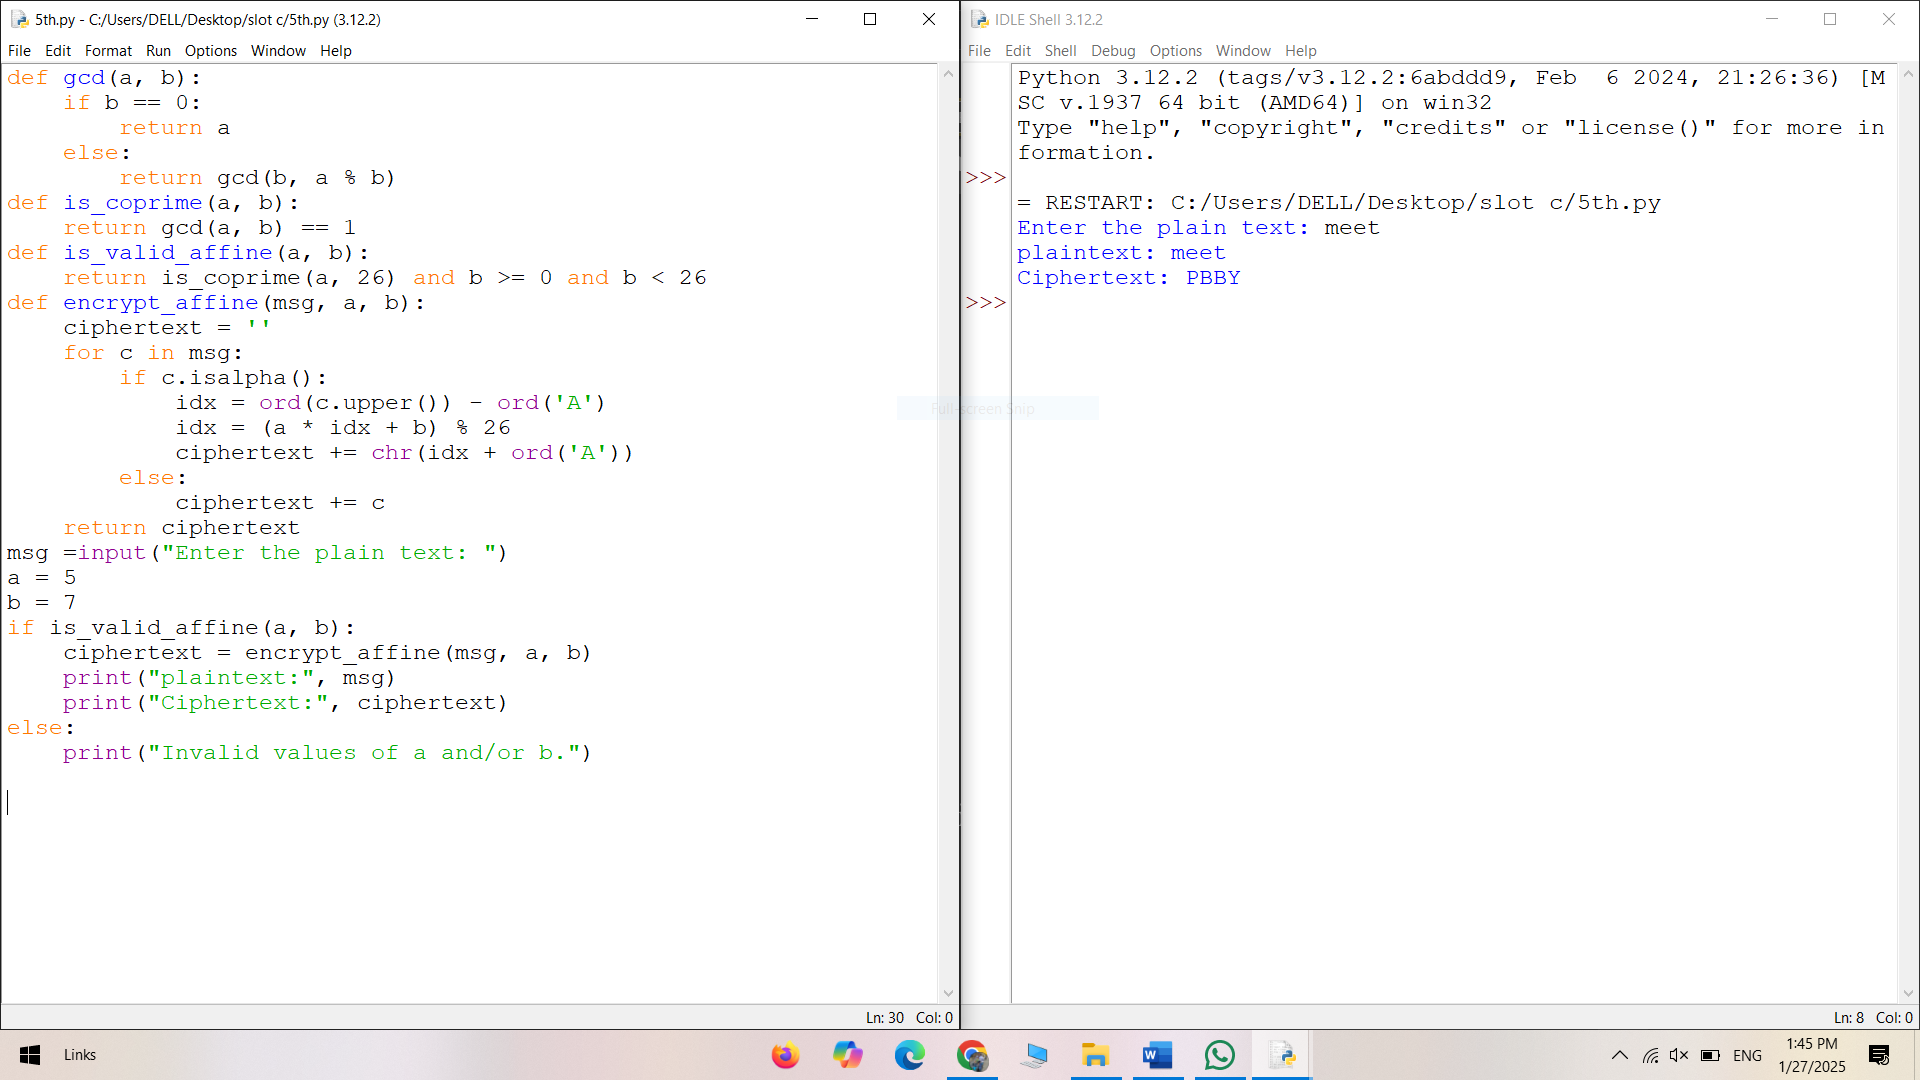 5th.py - C:/Users/DELL/Desktop/slot c/5th.py (3.12.2)
File Edit Format Run Options Window Help
def gcd(a, b):
    if b == 0:
        return a
    else:
        return gcd(b, a % b)
def is_coprime(a, b):
    return gcd(a, b) == 1
def is_valid_affine(a, b):
    return is_coprime(a, 26) and b >= 0 and b < 26
def encrypt_affine(msg, a, b):
    ciphertext = ''
    for c in msg:
        if c.isalpha():
            idx = ord(c.upper()) - ord('A')
            idx = (a * idx + b) % 26
            ciphertext += chr(idx + ord('A'))
        else:
            ciphertext += c
    return ciphertext
msg =input("Enter the plain text: ")
a = 5
b = 7
if is_valid_affine(a, b):
    ciphertext = encrypt_affine(msg, a, b)
    print("plaintext:", msg)
    print("Ciphertext:", ciphertext)
else:
    print("Invalid values of a and/or b.")
Ln: 30 Col: 0
IDLE Shell 3.12.2
File Edit Shell Debug Options Window Help
Python 3.12.2 (tags/v3.12.2:6abddd9, Feb  6 2024, 21:26:36) [M
SC v.1937 64 bit (AMD64)] on win32
Type "help", "copyright", "credits" or "license()" for more in
formation.
>>>
= RESTART: C:/Users/DELL/Desktop/slot c/5th.py
Enter the plain text: meet
plaintext: meet
Ciphertext: PBBY
>>>
Full-screen Snip
Ln: 8 Col: 0
Links
ENG
1:45 PM
1/27/2025